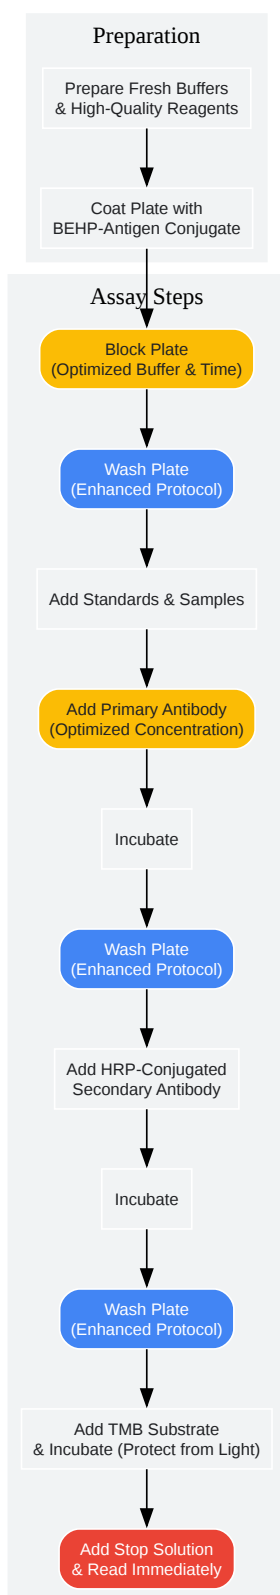 Preparation
Prepare Fresh Buffers
& High-Quality Reagents
Coat Plate with
BEHP-Antigen Conjugate
Assay Steps
Block Plate
(Optimized Buffer & Time)
Wash Plate
(Enhanced Protocol)
Add Standards & Samples
Add Primary Antibody
(Optimized Concentration)
Incubate
Wash Plate
(Enhanced Protocol)
Add HRP-Conjugated
Secondary Antibody
Incubate
Wash Plate
(Enhanced Protocol)
Add TMB Substrate
& Incubate (Protect from Light)
Add Stop Solution
& Read Immediately